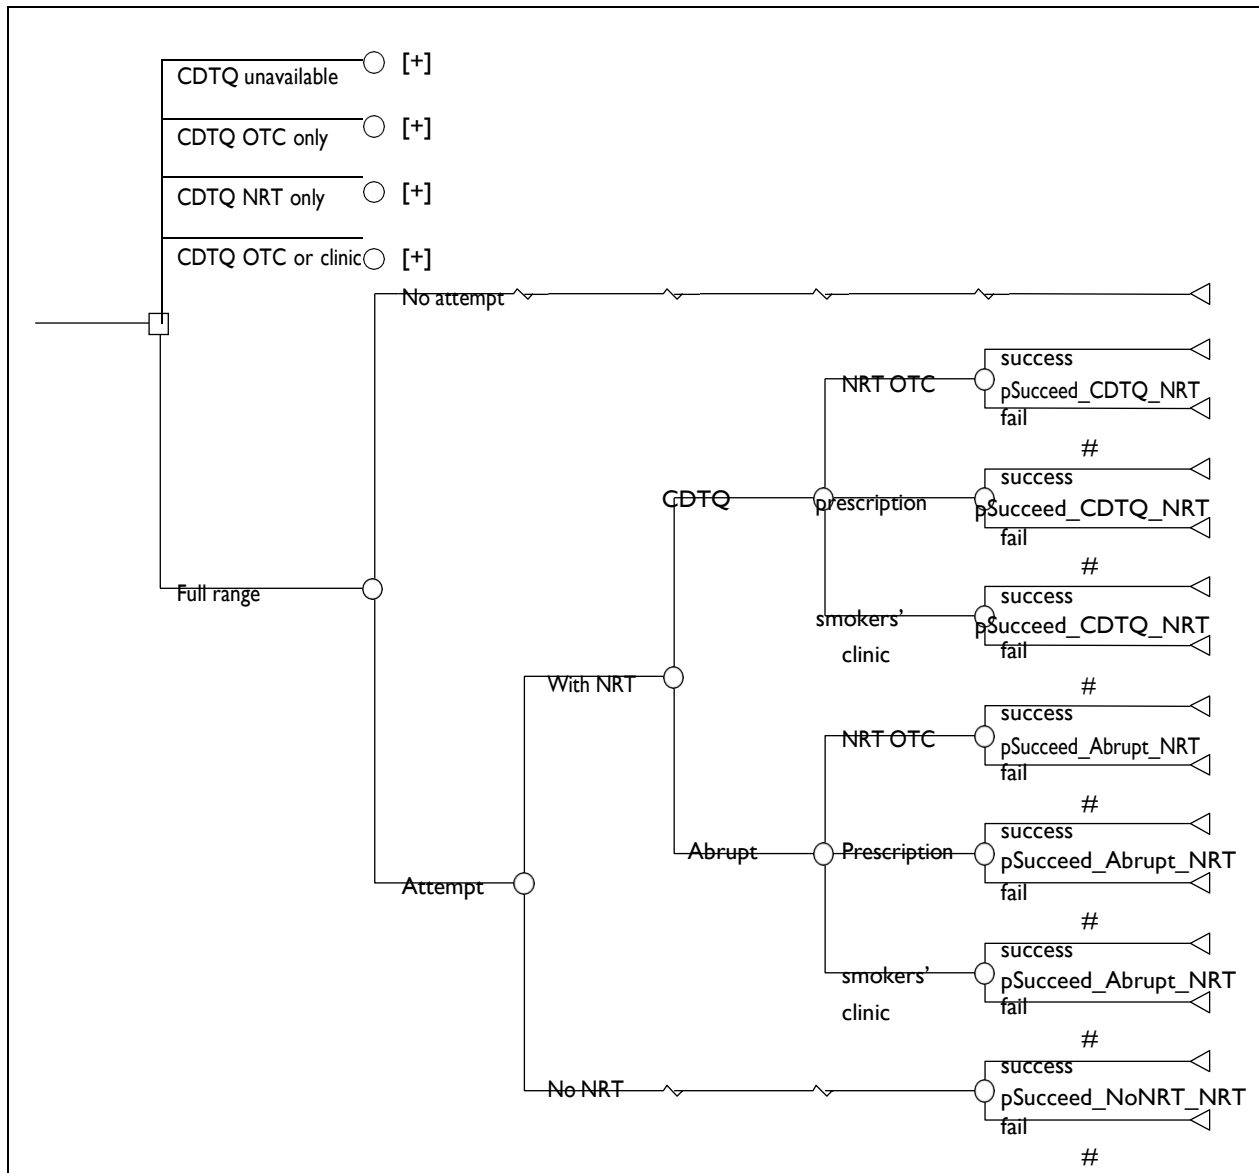 CDTQ unavailable
[+]
CDTQ OTC only
[+]
CDTQ NRT only
[+]
CDTQ OTC or clinic
[+]
No attempt
success
NRT OTC
pSucceed_CDTQ_NRT
fail
#
success
CDTQ
prescription
pSucceed_CDTQ_NRT
fail
#
Full range
success
smokers’
clinic
pSucceed_CDTQ_NRT
fail
#
With NRT
success
NRT OTC
pSucceed_Abrupt_NRT
fail
#
success
Abrupt
Prescription
pSucceed_Abrupt_NRT
fail
#
Attempt
success
smokers’
clinic
pSucceed_Abrupt_NRT
fail
#
success
No NRT
pSucceed_NoNRT_NRT
fail
#